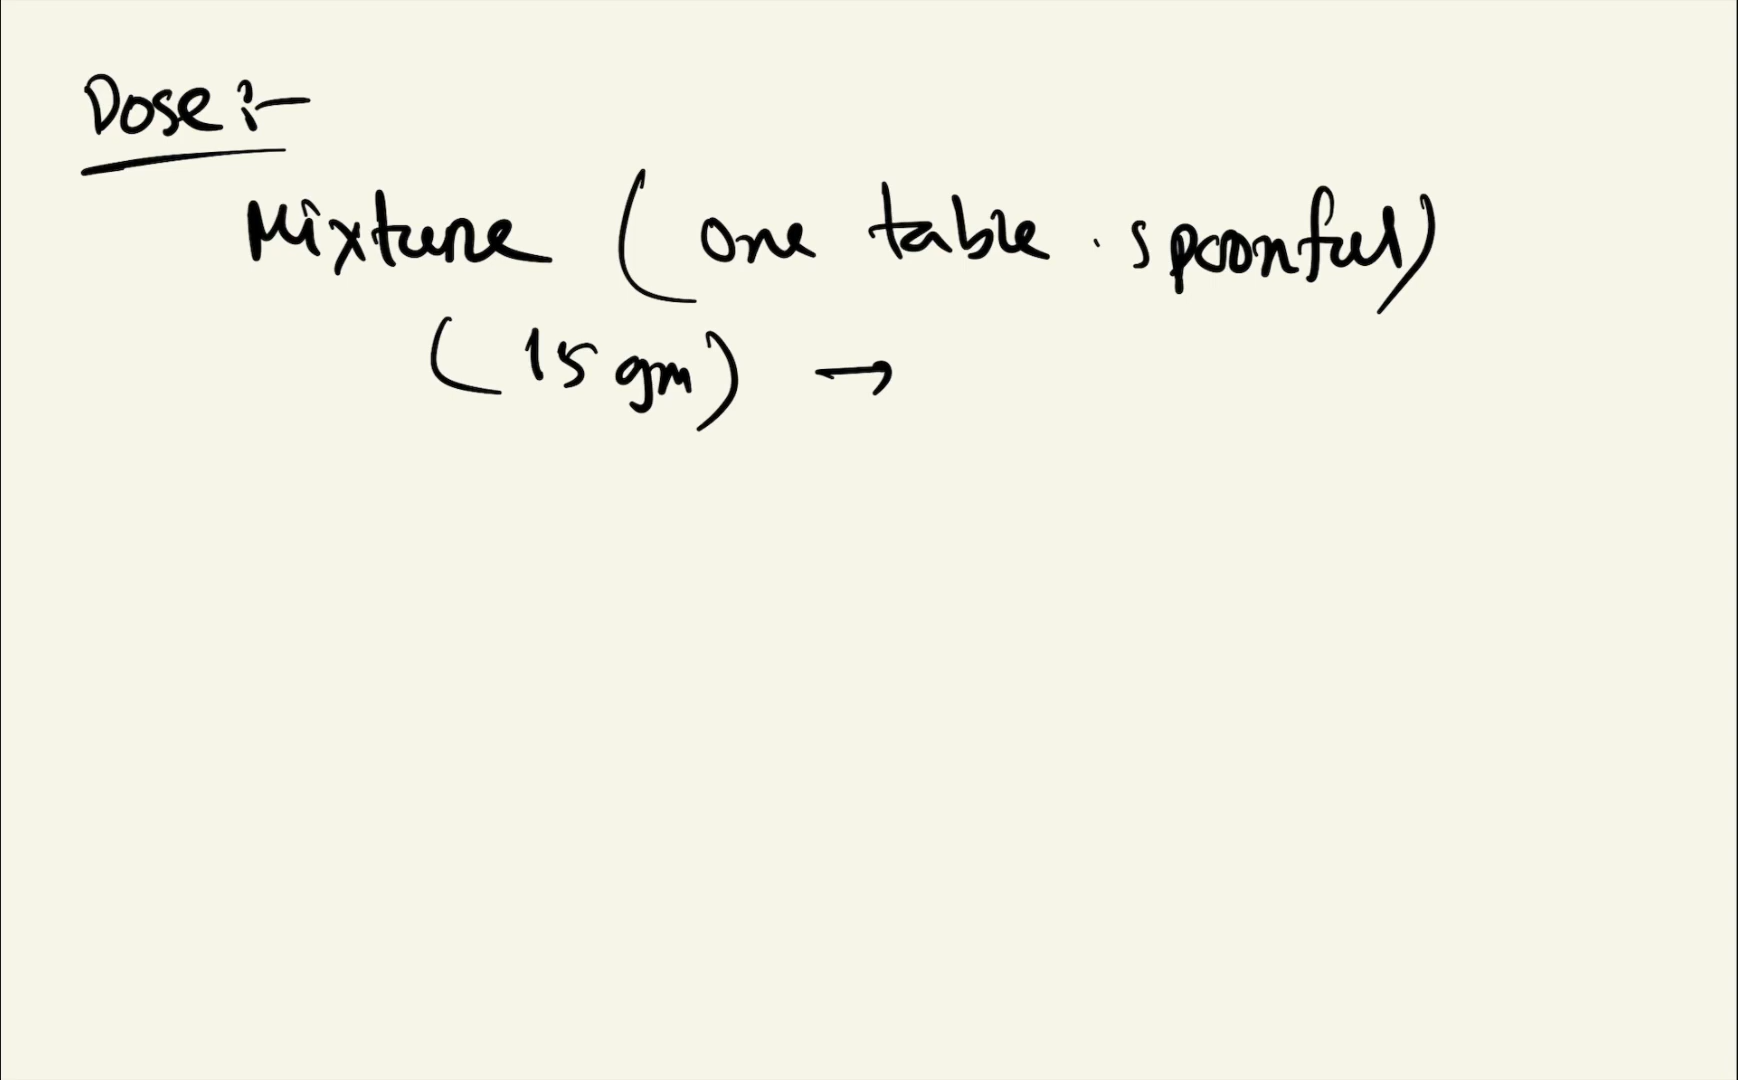 Dose :-
Mixture (one table spoonful)
(15 gm) →